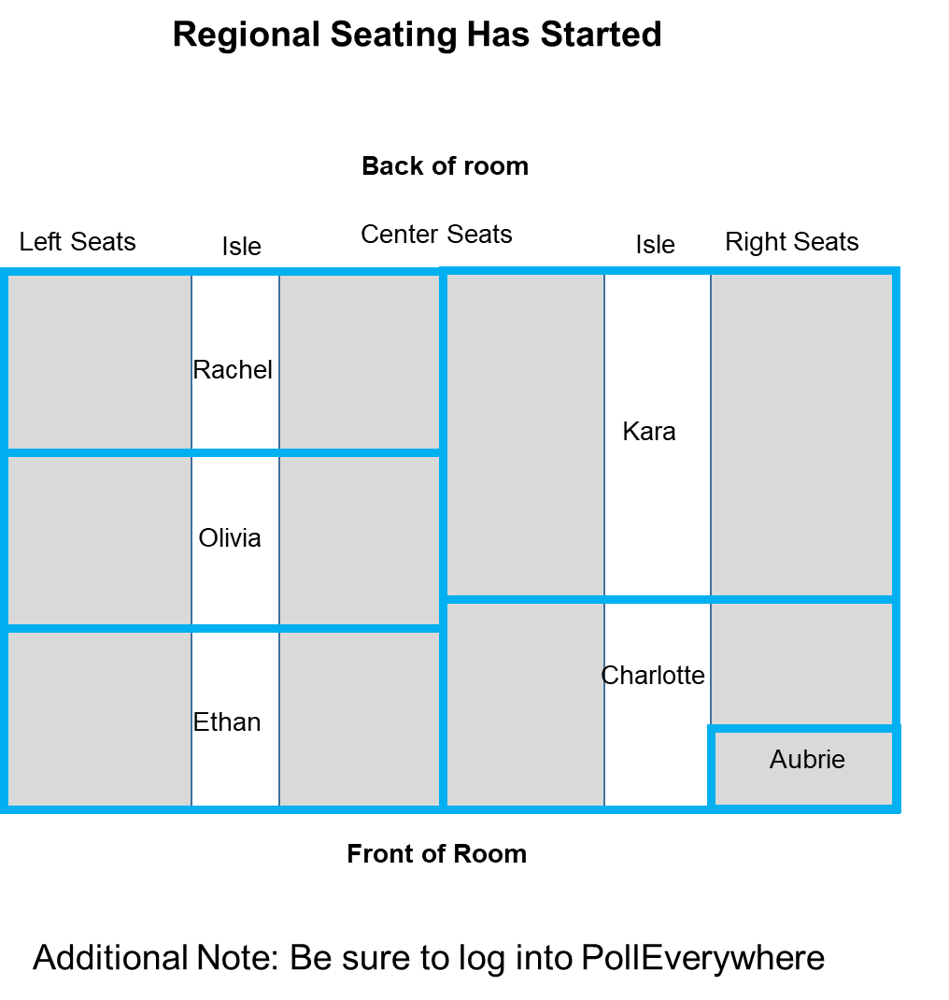 Regional Seating Has Started
Back of room
Left Seats
Isle
Center Seats
Isle
Right Seats
Rachel
Kara
Olivia
Charlotte
Ethan
Aubrie
Front of Room
Additional Note: Be sure to log into PollEverywhere